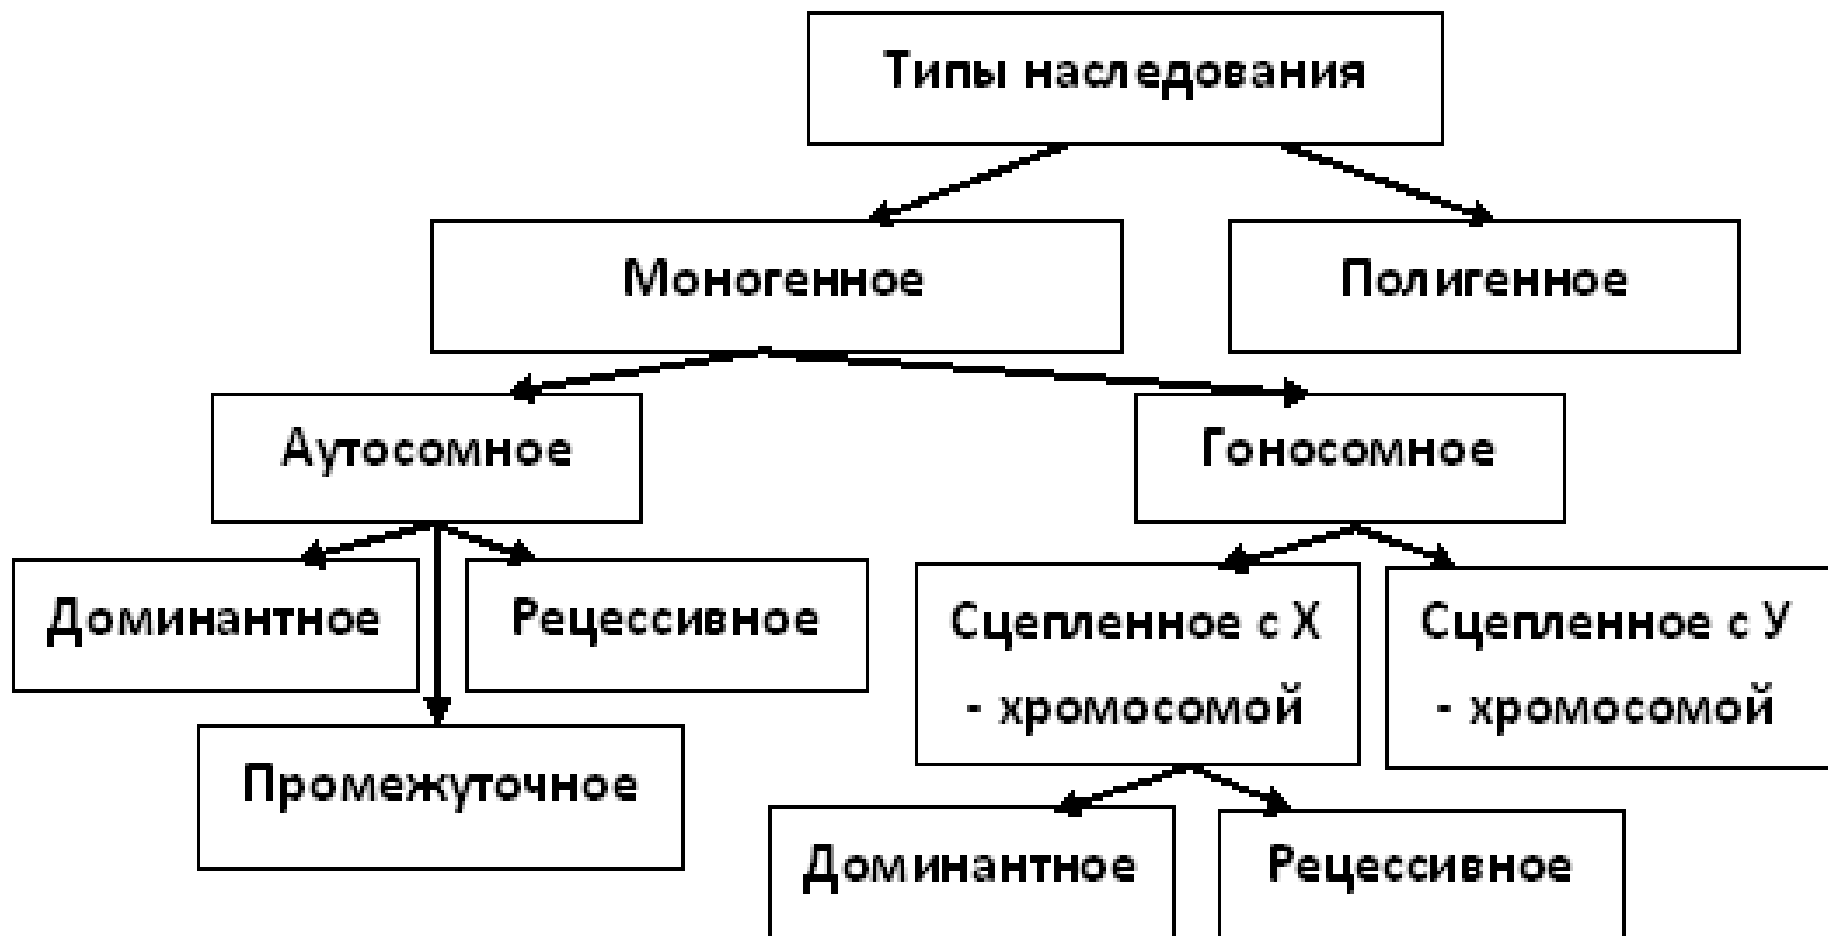 Типы наследования
Моногенное
Полигенное
Аутосомное
Гоносомное
Доминантное
Рецессивное
Сцепленное с Х
- хромосомой
Сцепленное с У
- хромосомой
Промежуточное
Доминантное
Рецессивное